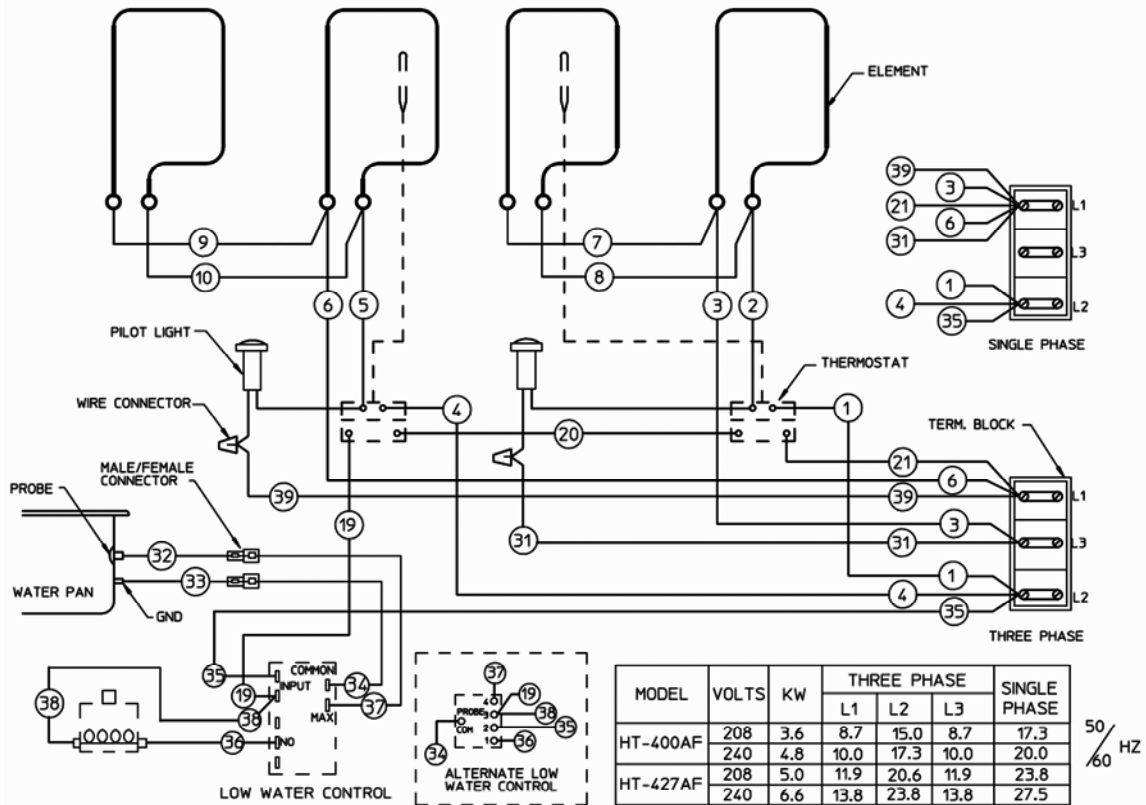 ELEMENT
39
3
21
6
31
L1
L3
1
4
35
L2
SINGLE PHASE
9
7
10
8
6
5
3
2
PILOT LIGHT
THERMOSTAT
WIRE CONNECTOR
4
1
20
TERM. BLOCK
21
MALE/FEMALE
CONNECTOR
6
PROBE
39
39
L1
19
3
31
31
L3
32
33
1
WATER PAN
GND
4
L2
35
THREE PHASE
35
COMMON
INPUT
34
19
38
38
37
MAX
36
NO
LOW WATER CONTROL
37
4
19
PROBE
3
38
COM
2
35
34
1
36
ALTERNATE LOW
WATER CONTROL
MODEL VOLTS KW THREE PHASE SINGLE PHASE
L1 L2 L3
HT-400AF 208 3.6 8.7 15.0 8.7 17.3
240 4.8 10.0 17.3 10.0 20.0
HT-427AF 208 5.0 11.9 20.6 11.9 23.8
240 6.6 13.8 23.8 13.8 27.5
50/60 HZ